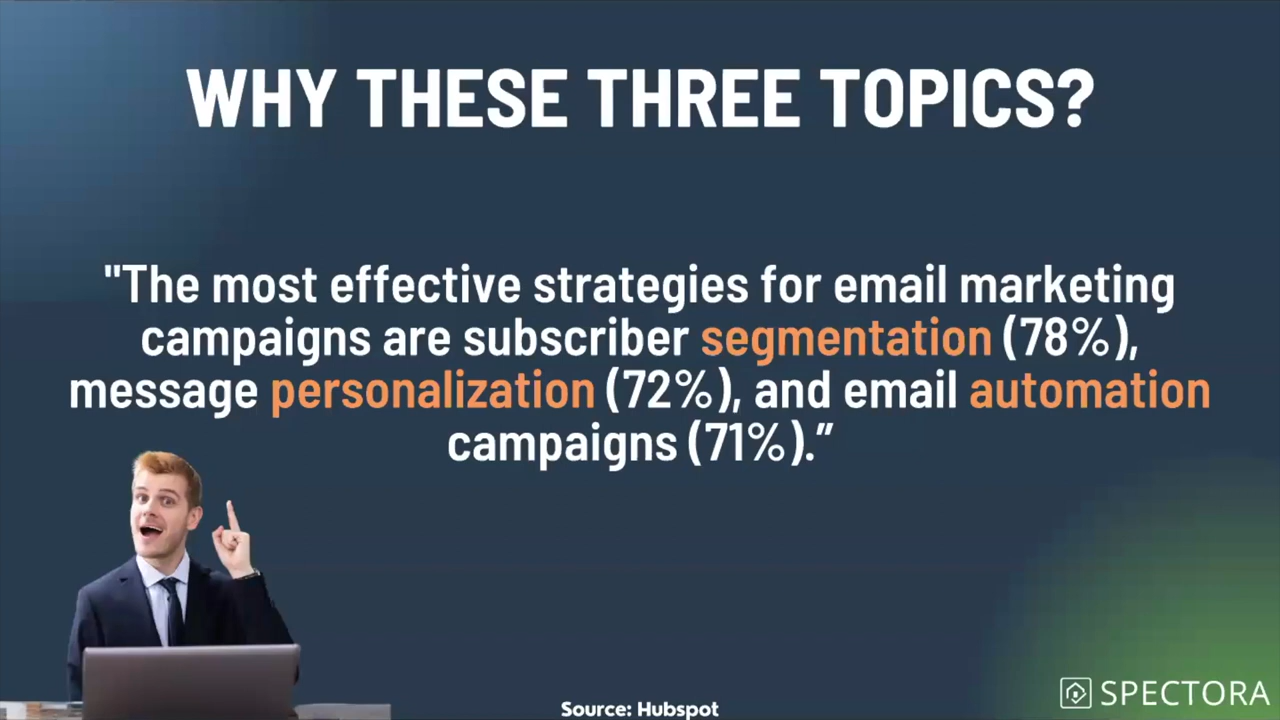 WHY THESE THREE TOPICS?
"The most effective strategies for email marketing
campaigns are subscriber segmentation (78%),
message personalization (72%), and email automation
campaigns (71%).”
Source: Hubspot
SPECTORA